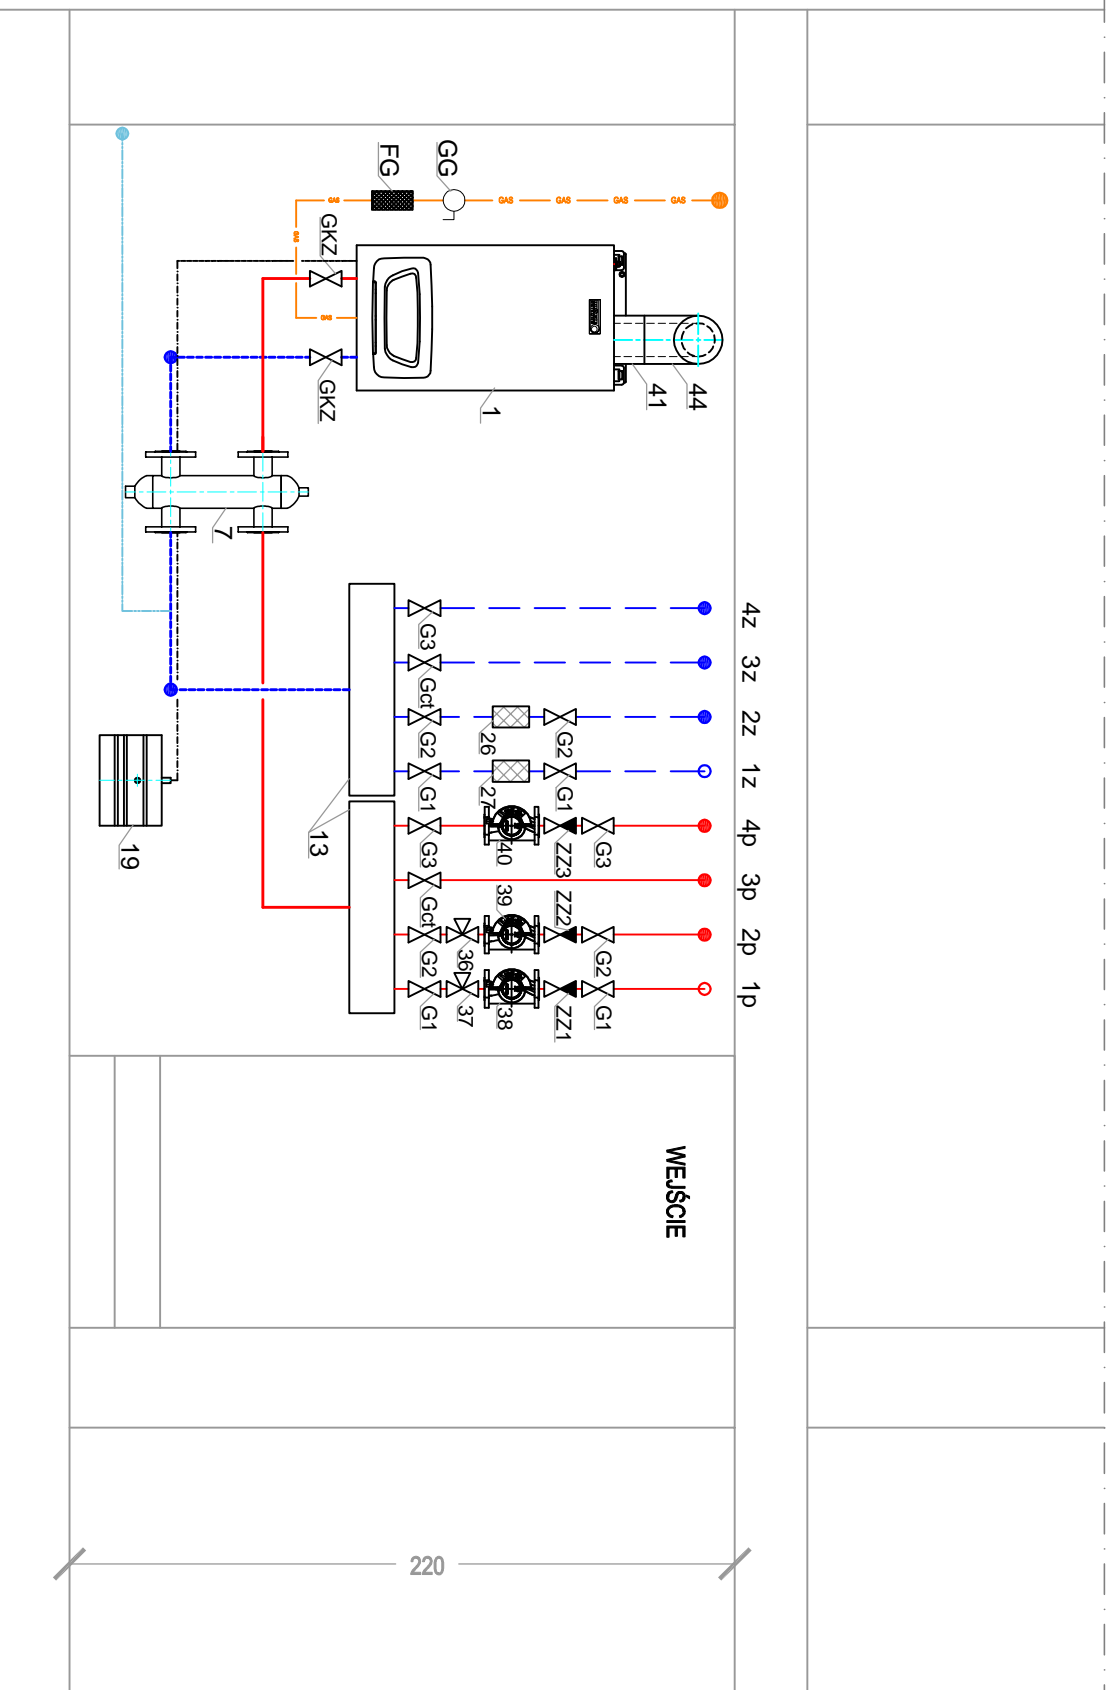 GG
FG
GAS GAS GAS GAS GAS
GAS
GAS
GKZ
GKZ
1
41
44
7
4z
3z
2z
1z
4p
3p
2p
1p
G3
Gct
G2
26
G2
G1
27
G1
G3
40
ZZ3
G3
Gct
39
ZZ2
G2
36
G2
G1
37
38
ZZ1
G1
13
19
WEJŚCIE
220